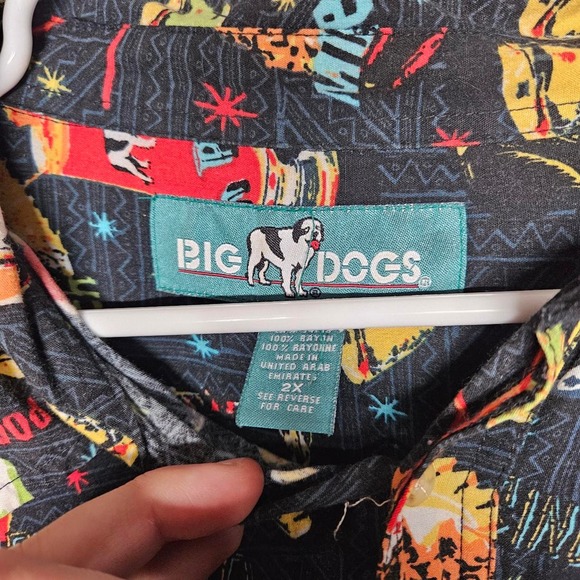 BIG DOGS
100% RAYON
100% RAYONNE
MADE IN
UNITED ARAB
EMIRATES
2X
SEE REVERSE
FOR CARE